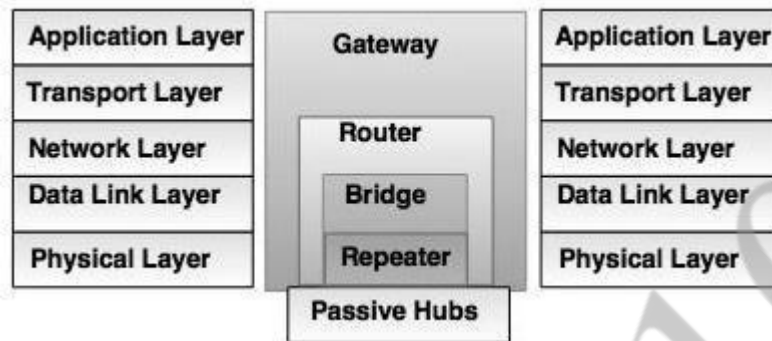 Application Layer
Transport Layer
Network Layer
Data Link Layer
Physical Layer
Gateway
Router
Bridge
Repeater
Passive Hubs
Application Layer
Transport Layer
Network Layer
Data Link Layer
Physical Layer